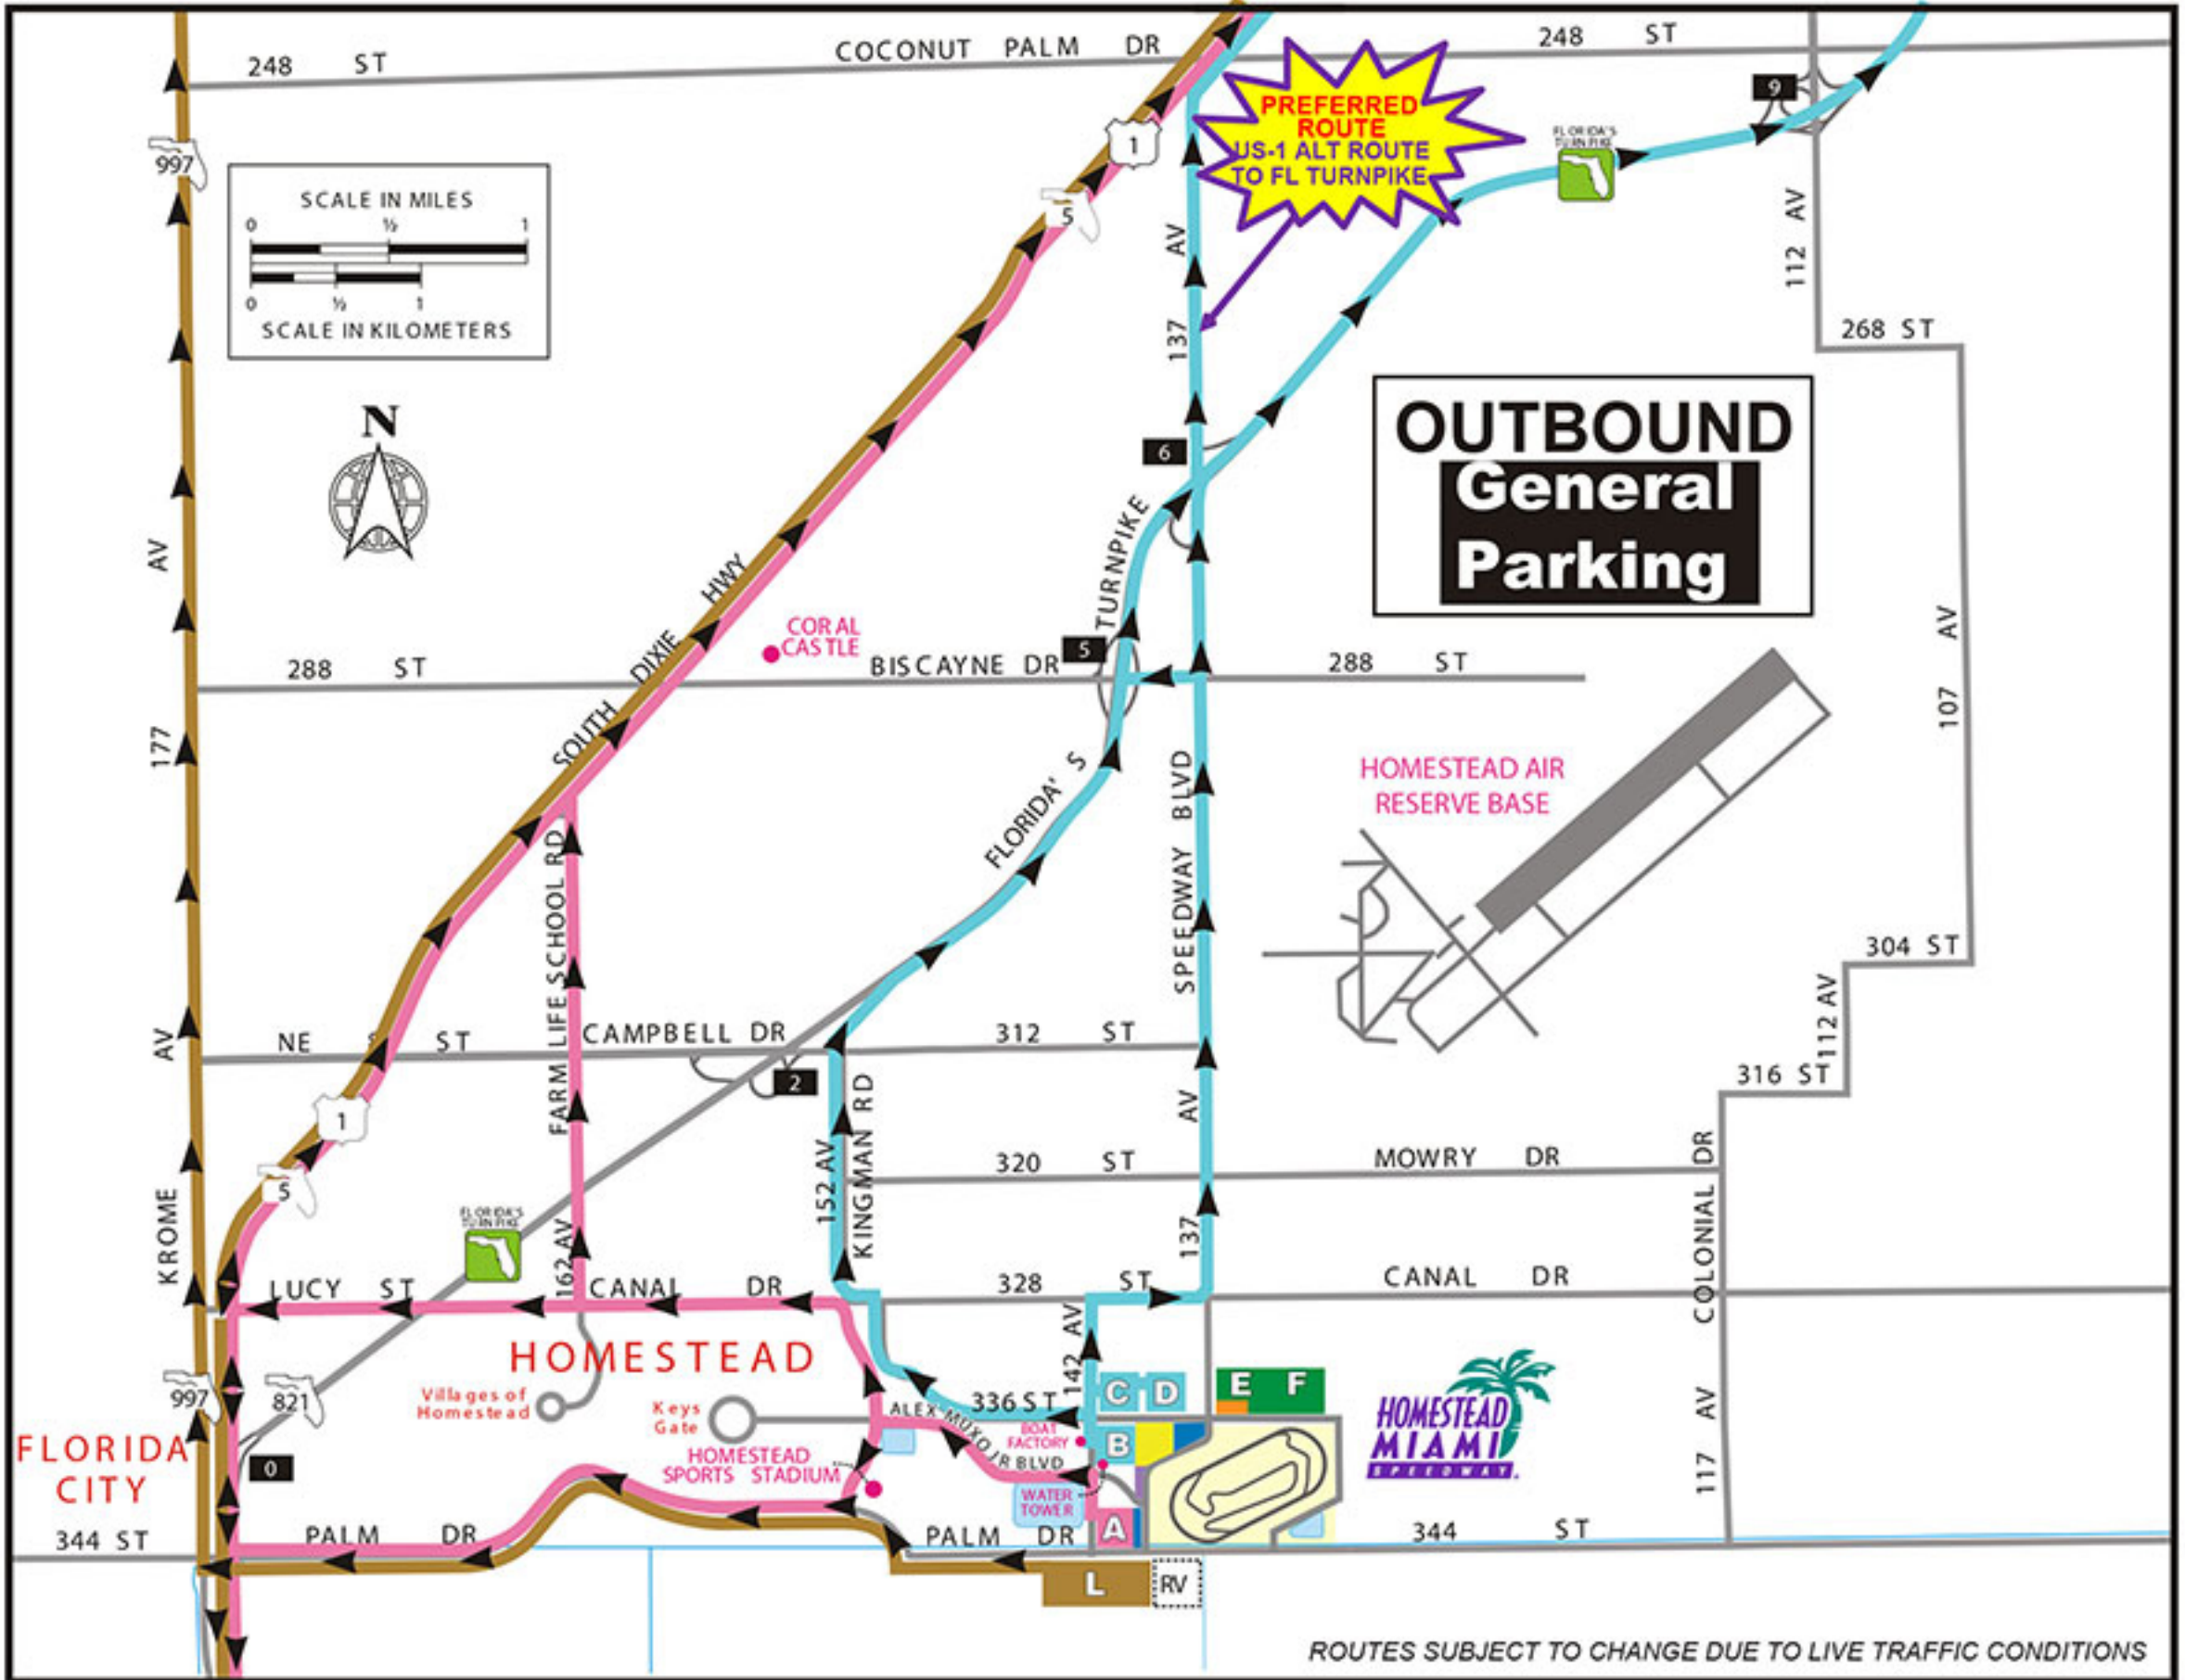 248 ST
COCONUT PALM DR
248 ST
9
PREFERRED
ROUTE
US-1 ALT ROUTE
TO FL TURNPIKE
1
FLORIDA'S
TURNPIKE
997
SCALE IN MILES
0 ½ 1
0 ½ 1
SCALE IN KILOMETERS
5
112 AV
137 AV
268 ST
N
OUTBOUND
General
Parking
6
AV
HWY
TURNPIKE
CORAL
CASTLE
288 ST
DIXIE
BISCAYNE DR
5
288 ST
107 AV
SOUTH
177
FLORIDA' S
SPEEDWAY BLVD
HOMESTEAD AIR
RESERVE BASE
FARM LIFE SCHOOL RD
304 ST
112 AV
AV
NE ST
CAMPBELL DR
312 ST
2
316 ST
1
AV
KINGMAN RD
152 AV
320 ST
MOWRY DR
5
KROME
FLORIDA'S
TURNPIKE
162 AV
137
COLONIAL DR
LUCY ST
CANAL DR
328 ST
CANAL DR
HOMESTEAD
142 AV
997
821
Villages of
Homestead
Keys
Gate
336 ST
C D
E F
HOMESTEAD
MIAMI
SPEEDWAY
117 AV
ALEX MUXO JR BLVD
BOAT
FACTORY
B
FLORIDA
CITY
0
HOMESTEAD
SPORTS STADIUM
WATER
TOWER
A
344 ST
PALM DR
PALM DR
344 ST
L
RV
ROUTES SUBJECT TO CHANGE DUE TO LIVE TRAFFIC CONDITIONS